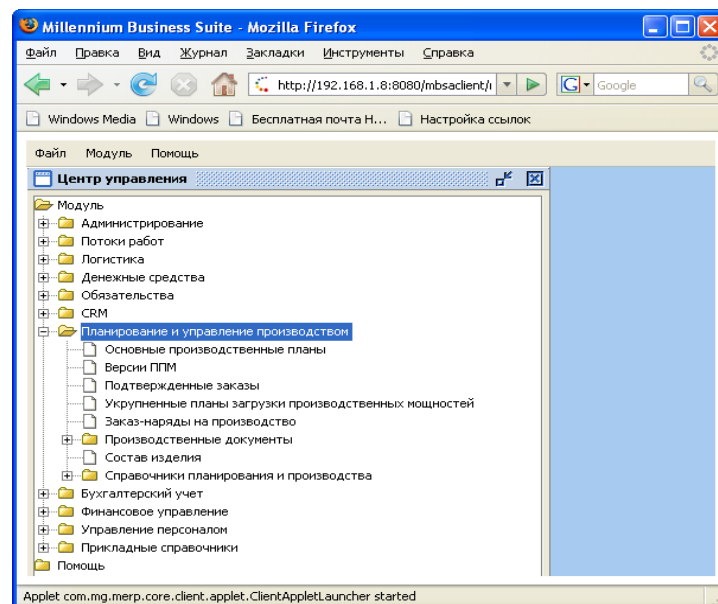 Millennium Business Suite - Mozilla Firefox
Файл Правка Вид Журнал Закладки Инструменты Справка
http://192.168.1.8:8080/mbsaclient/ G Google
Windows Media Windows Бесплатная почта H... Настройка ссылок
Файл Модуль Помощь
Центр управления
Модуль
Администрирование
Потоки работ
Логистика
Денежные средства
Обязательства
CRM
Планирование и управление производством
Основные производственные планы
Версии ППМ
Подтвержденные заказы
Укрупненные планы загрузки производственных мощностей
Заказ-наряды на производство
Производственные документы
Состав изделия
Справочники планирования и производства
Бухгалтерский учет
Финансовое управление
Управление персоналом
Прикладные справочники
Помощь
Applet com.mg.merp.core.client.applet.ClientAppletLauncher started